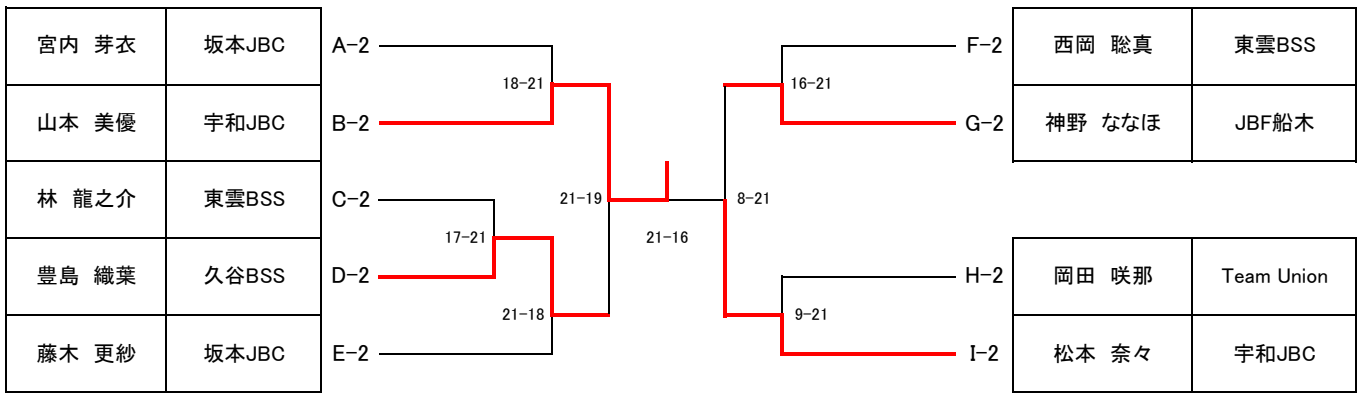 宮内 芽衣 坂本JBC A-2
F-2 西岡 聡真 東雲BSS
18-21
16-21
山本 美優 宇和JBC B-2
G-2 神野 ななほ JBF船木
林 龍之介 東雲BSS C-2
21-19
8-21
17-21
21-16
豊島 織葉 久谷BSS D-2
H-2 岡田 咲那 Team Union
21-18
9-21
藤木 更紗 坂本JBC E-2
I-2 松本 奈々 宇和JBC